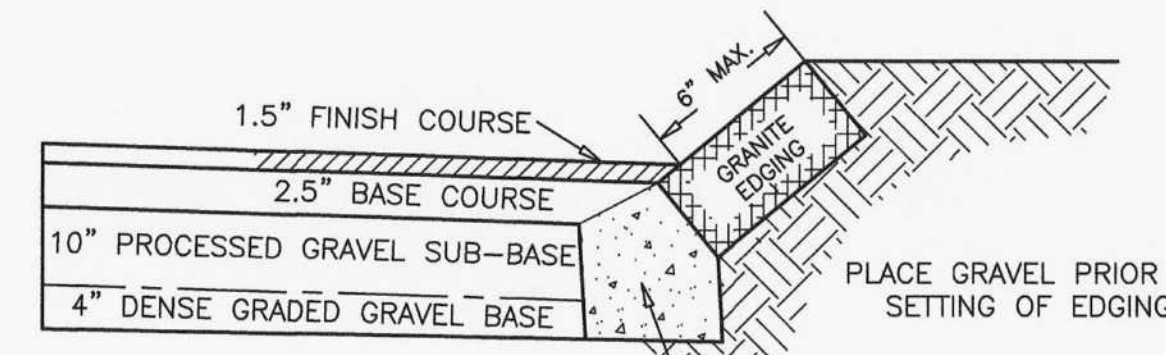 6” MAX.
1.5” FINISH COURSE
GRANITE
EDGING
2.5” BASE COURSE
10” PROCESSED GRAVEL SUB-BASE
4” DENSE GRADED GRAVEL BASE
PLACE GRAVEL PRIOR
SETTING OF EDGING